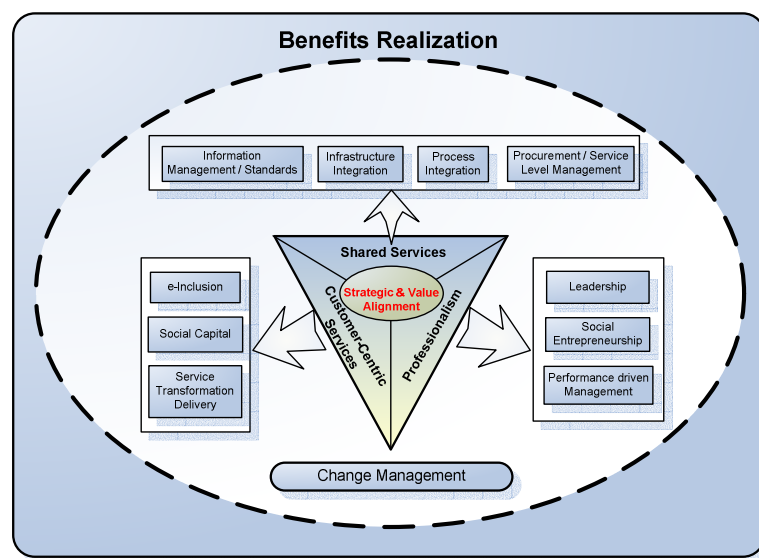 Benefits Realization
Information
Management / Standards
Infrastructure
Integration
Process
Integration
Procurement / Service
Level Management
Shared Services
Strategic & Value
Alignment
Customer-Centric
Services
Professionalism
e-Inclusion
Social Capital
Service
Transformation
Delivery
Leadership
Social
Entrepreneurship
Performance driven
Management
Change Management